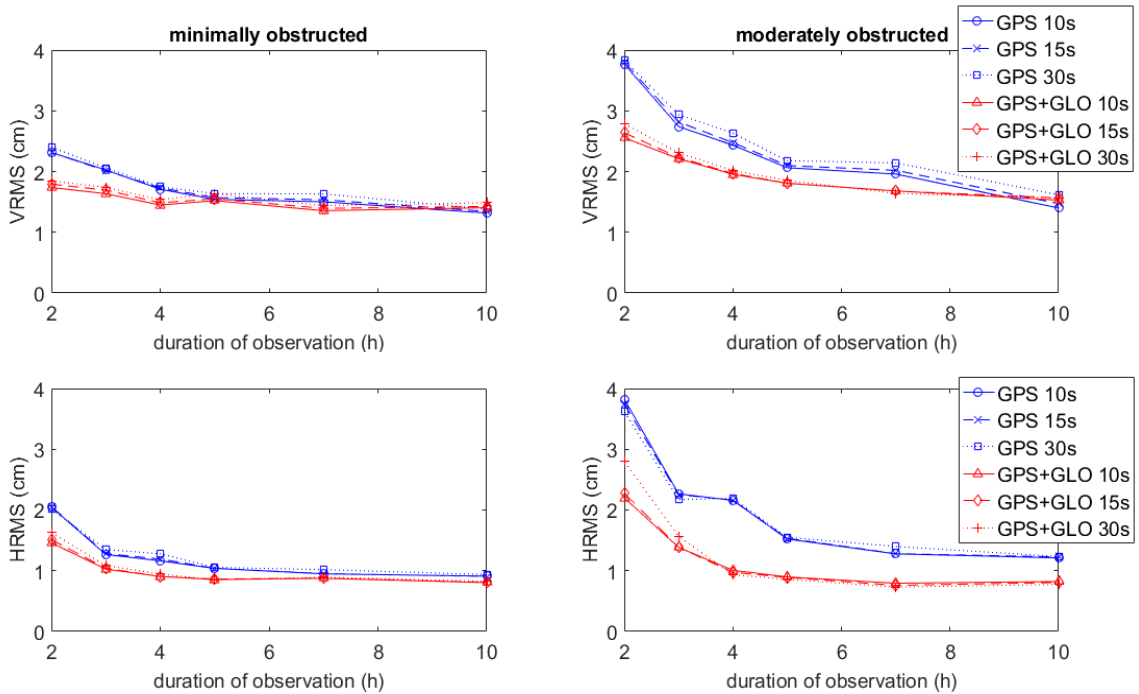 minimally obstructed
4
3
2
1
0
VRMS (cm)
2 4 6 8 10
duration of observation (h)
moderately obstructed
4
3
2
1
0
VRMS (cm)
2 4 6 8 10
duration of observation (h)
GPS 10s
GPS 15s
GPS 30s
GPS+GLO 10s
GPS+GLO 15s
GPS+GLO 30s
4
3
2
1
0
HRMS (cm)
2 4 6 8 10
duration of observation (h)
4
3
2
1
0
HRMS (cm)
2 4 6 8 10
duration of observation (h)
GPS 10s
GPS 15s
GPS 30s
GPS+GLO 10s
GPS+GLO 15s
GPS+GLO 30s